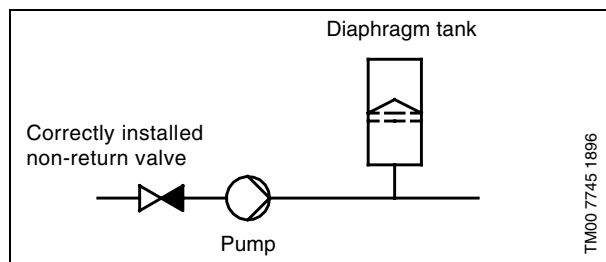 Diaphragm tank
Correctly installed
non-return valve
Pump
TM00 7745 1896